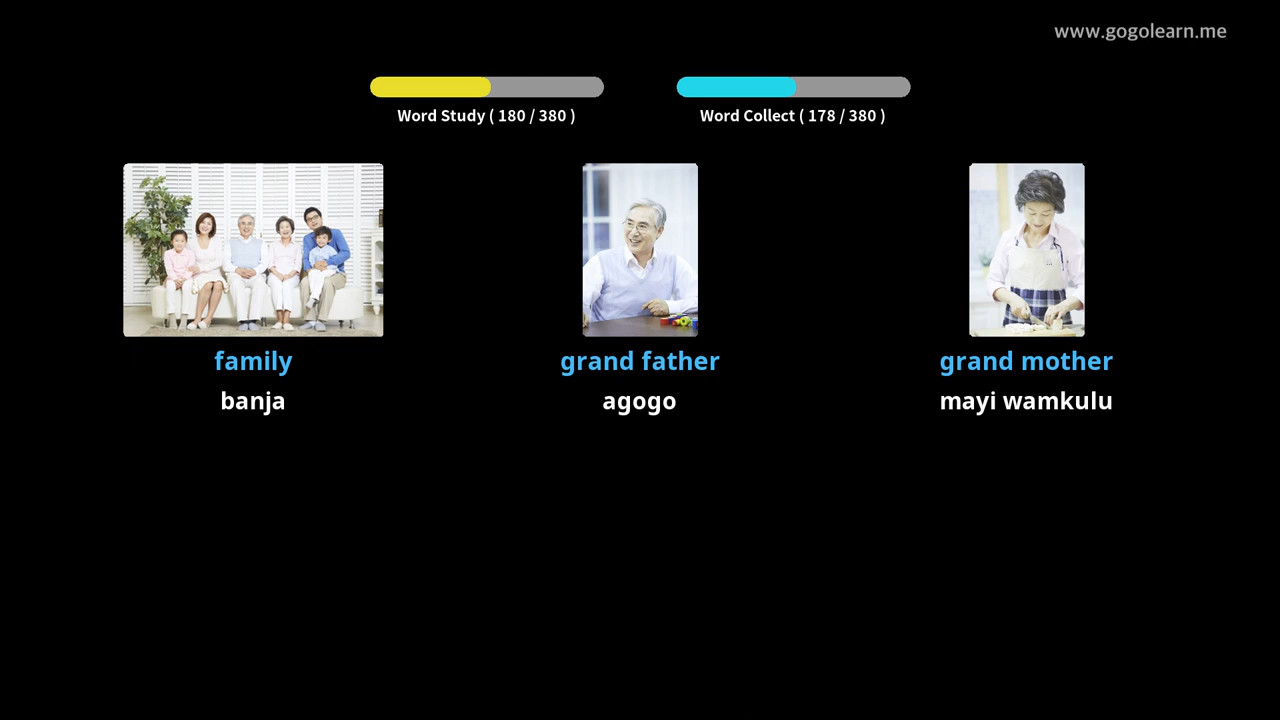 www.gogolearn.me
Word Study ( 180 / 380 )
Word Collect ( 178 / 380 )
family
grand father
grand mother
banja
agogo
mayi wamkulu